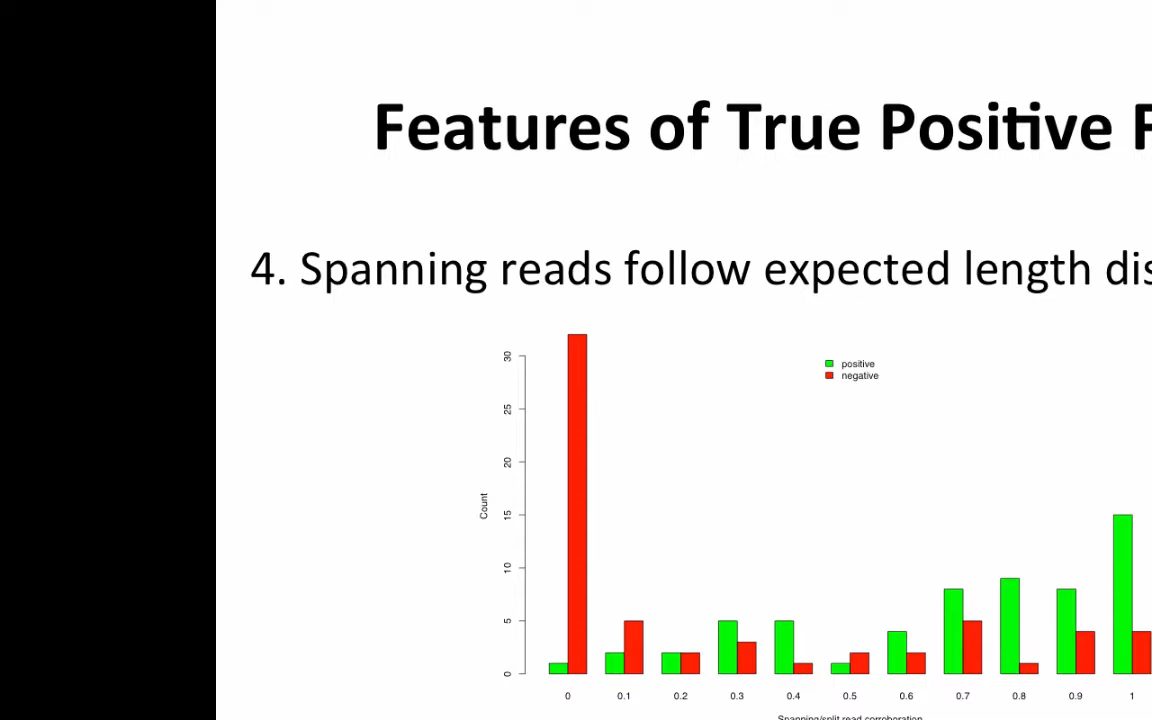 Features of True Positive F
4. Spanning reads follow expected length dis
positive
negative
30
25
20
15
10
5
0
Count
0 0.1 0.2 0.3 0.4 0.5 0.6 0.7 0.8 0.9 1
Spanning/split read corroboration